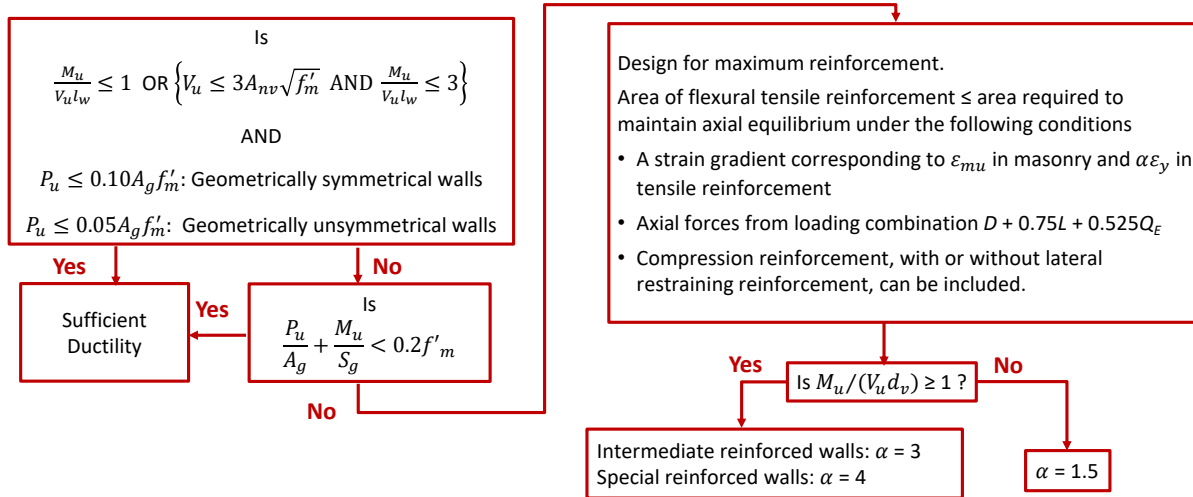 Is
M_u / (V_u l_w) ≤ 1 OR {V_u ≤ 3A_nv √f'_m AND M_u / (V_u l_w) ≤ 3}
AND
P_u ≤ 0.10A_g f'_m: Geometrically symmetrical walls
P_u ≤ 0.05A_g f'_m: Geometrically unsymmetrical walls
Yes
No
Sufficient
Ductility
Yes
Is
P_u / A_g + M_u / S_g < 0.2f'_m
No
Design for maximum reinforcement.
Area of flexural tensile reinforcement ≤ area required to
maintain axial equilibrium under the following conditions
• A strain gradient corresponding to ε_mu in masonry and αε_y in
tensile reinforcement
• Axial forces from loading combination D + 0.75L + 0.525Q_E
• Compression reinforcement, with or without lateral
restraining reinforcement, can be included.
Yes
Is M_u/(V_u d_v) ≥ 1 ?
No
Intermediate reinforced walls: α = 3
Special reinforced walls: α = 4
α = 1.5